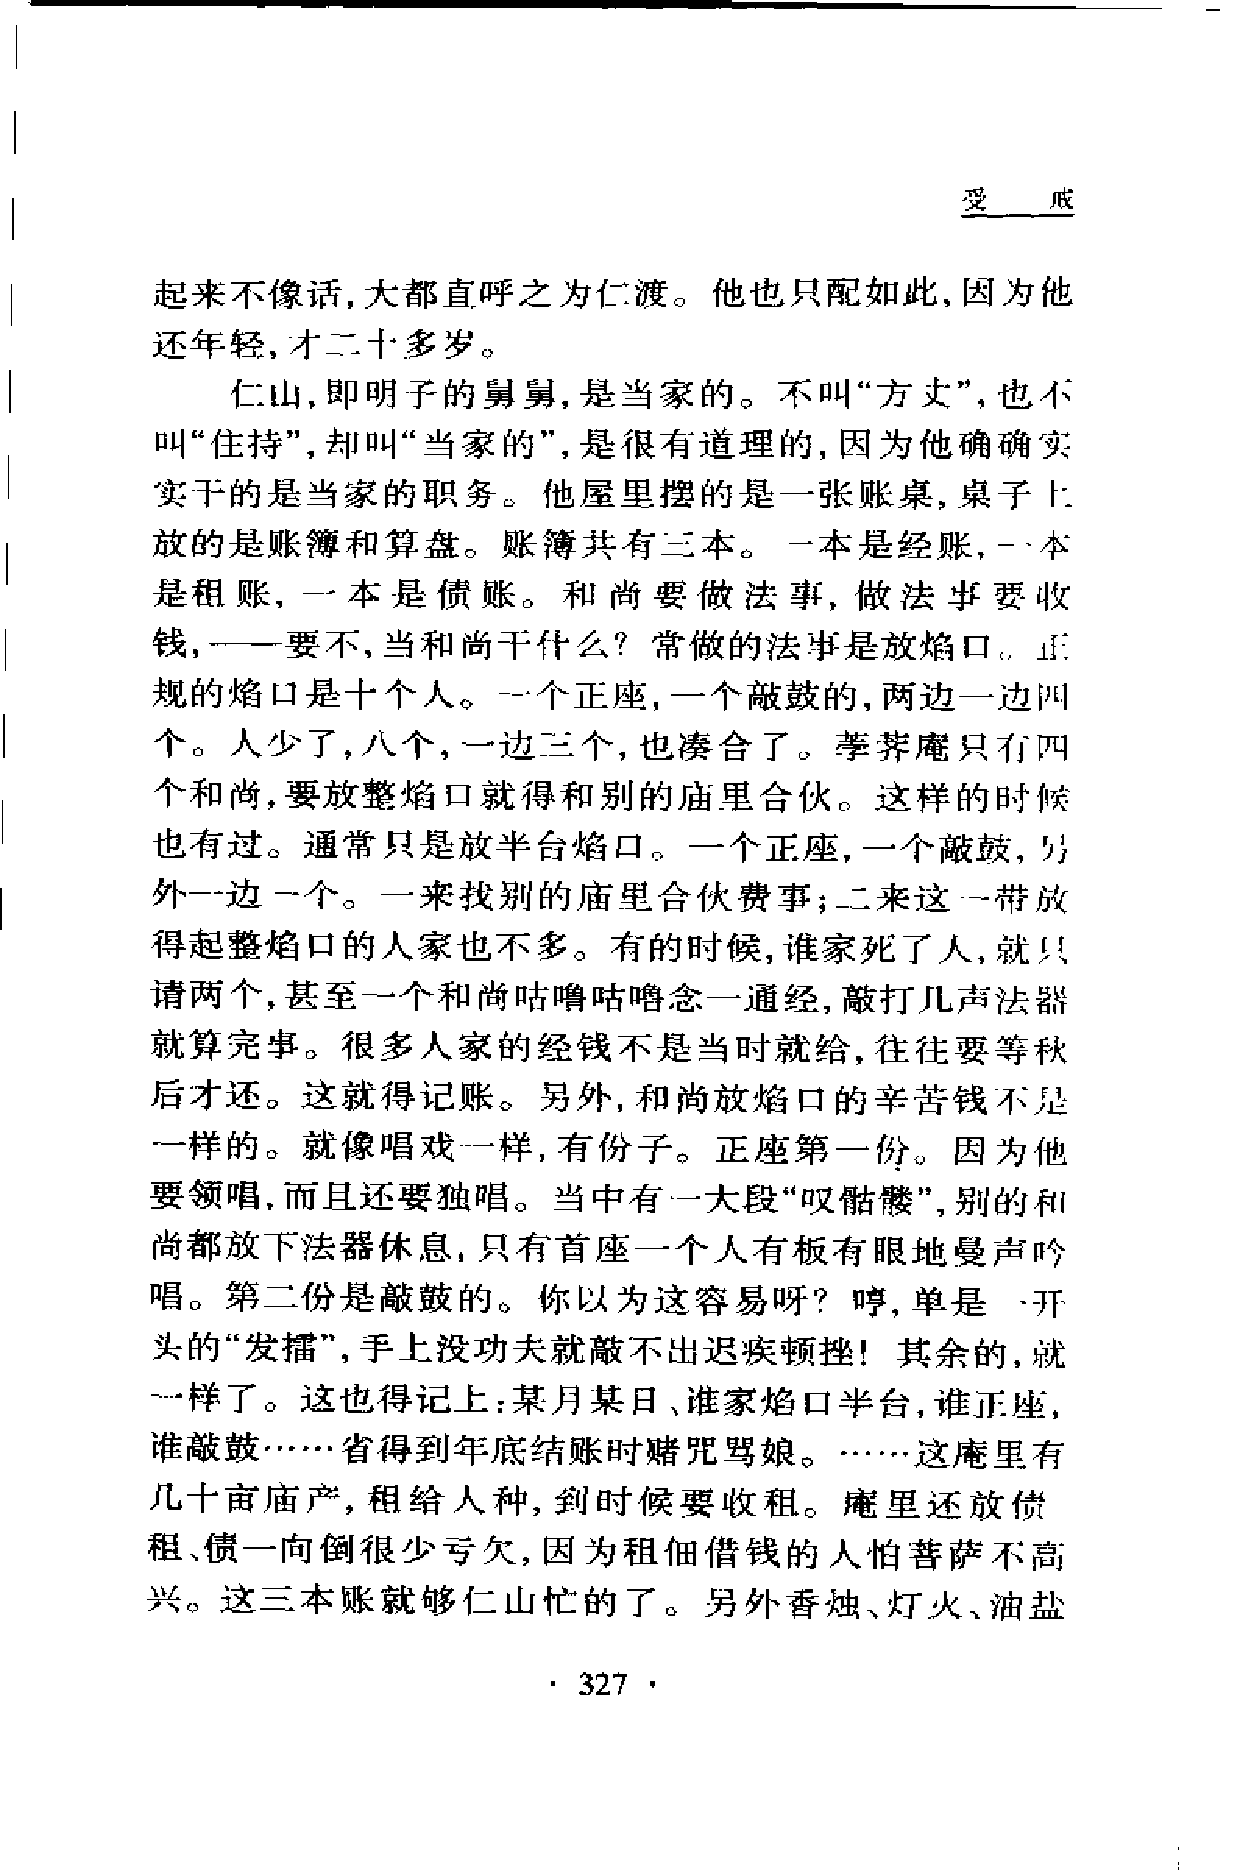 受 戒
起来不像话,大都直呼之为仁渡。他也只配如此,因为他
还年轻,才二十多岁。
仁山,即明子的舅舅,是当家的。不叫“方丈”,也不
叫“住持”,却叫“当家的”,是很有道理的,因为他确确实
实干的是当家的职务。他屋里摆的是一张账桌,桌子上
放的是账簿和算盘。账簿共有三本。一本是经账,一本
是租账,一本是债账。和尚要做法事,做法事要收
钱,——要不,当和尚干什么?常做的法事是放焰口。正
规的焰口是十个人。一个正座,一个敲鼓的,两边一边四
个。人少了,八个,一边三个,也凑合了。荸荠庵只有四
个和尚,要放整焰口就得和别的庙里合伙。这样的时候
也有过。通常只是放半台焰口。一个正座,一个敲鼓,另
外一边一个。一来找别的庙里合伙费事;二来这一带放
得起整焰口的人家也不多。有的时候,谁家死了人,就只
请两个,甚至一个和尚咕噜咕噜念一通经,敲打几声法器
就算完事。很多人家的经钱不是当时就给,往往要等秋
后才还。这就得记账。另外,和尚放焰口的辛苦钱不是
一样的。就像唱戏一样,有份子。正座第一份。因为他
要领唱,而且还要独唱。当中有一大段“叹骷髅”,别的和
尚都放下法器休息,只有首座一个人有板有眼地曼声吟
唱。第二份是敲鼓的。你以为这容易呀?哼,单是一开
头的“发擂”,手上没功夫就敲不出迟疾顿挫!其余的,就
一样了。这也得记上:某月某日、谁家焰口半台,谁正座,
谁敲鼓……省得到年底结账时赌咒骂娘。……这庵里有
几十亩庙产,租给人种,到时候要收租。庵里还放债
租、债一向倒很少亏欠,因为租佃借钱的人怕菩萨不高
兴。这三本账就够仁山忙的了。另外香烛、灯火、油盐
· 327 ·